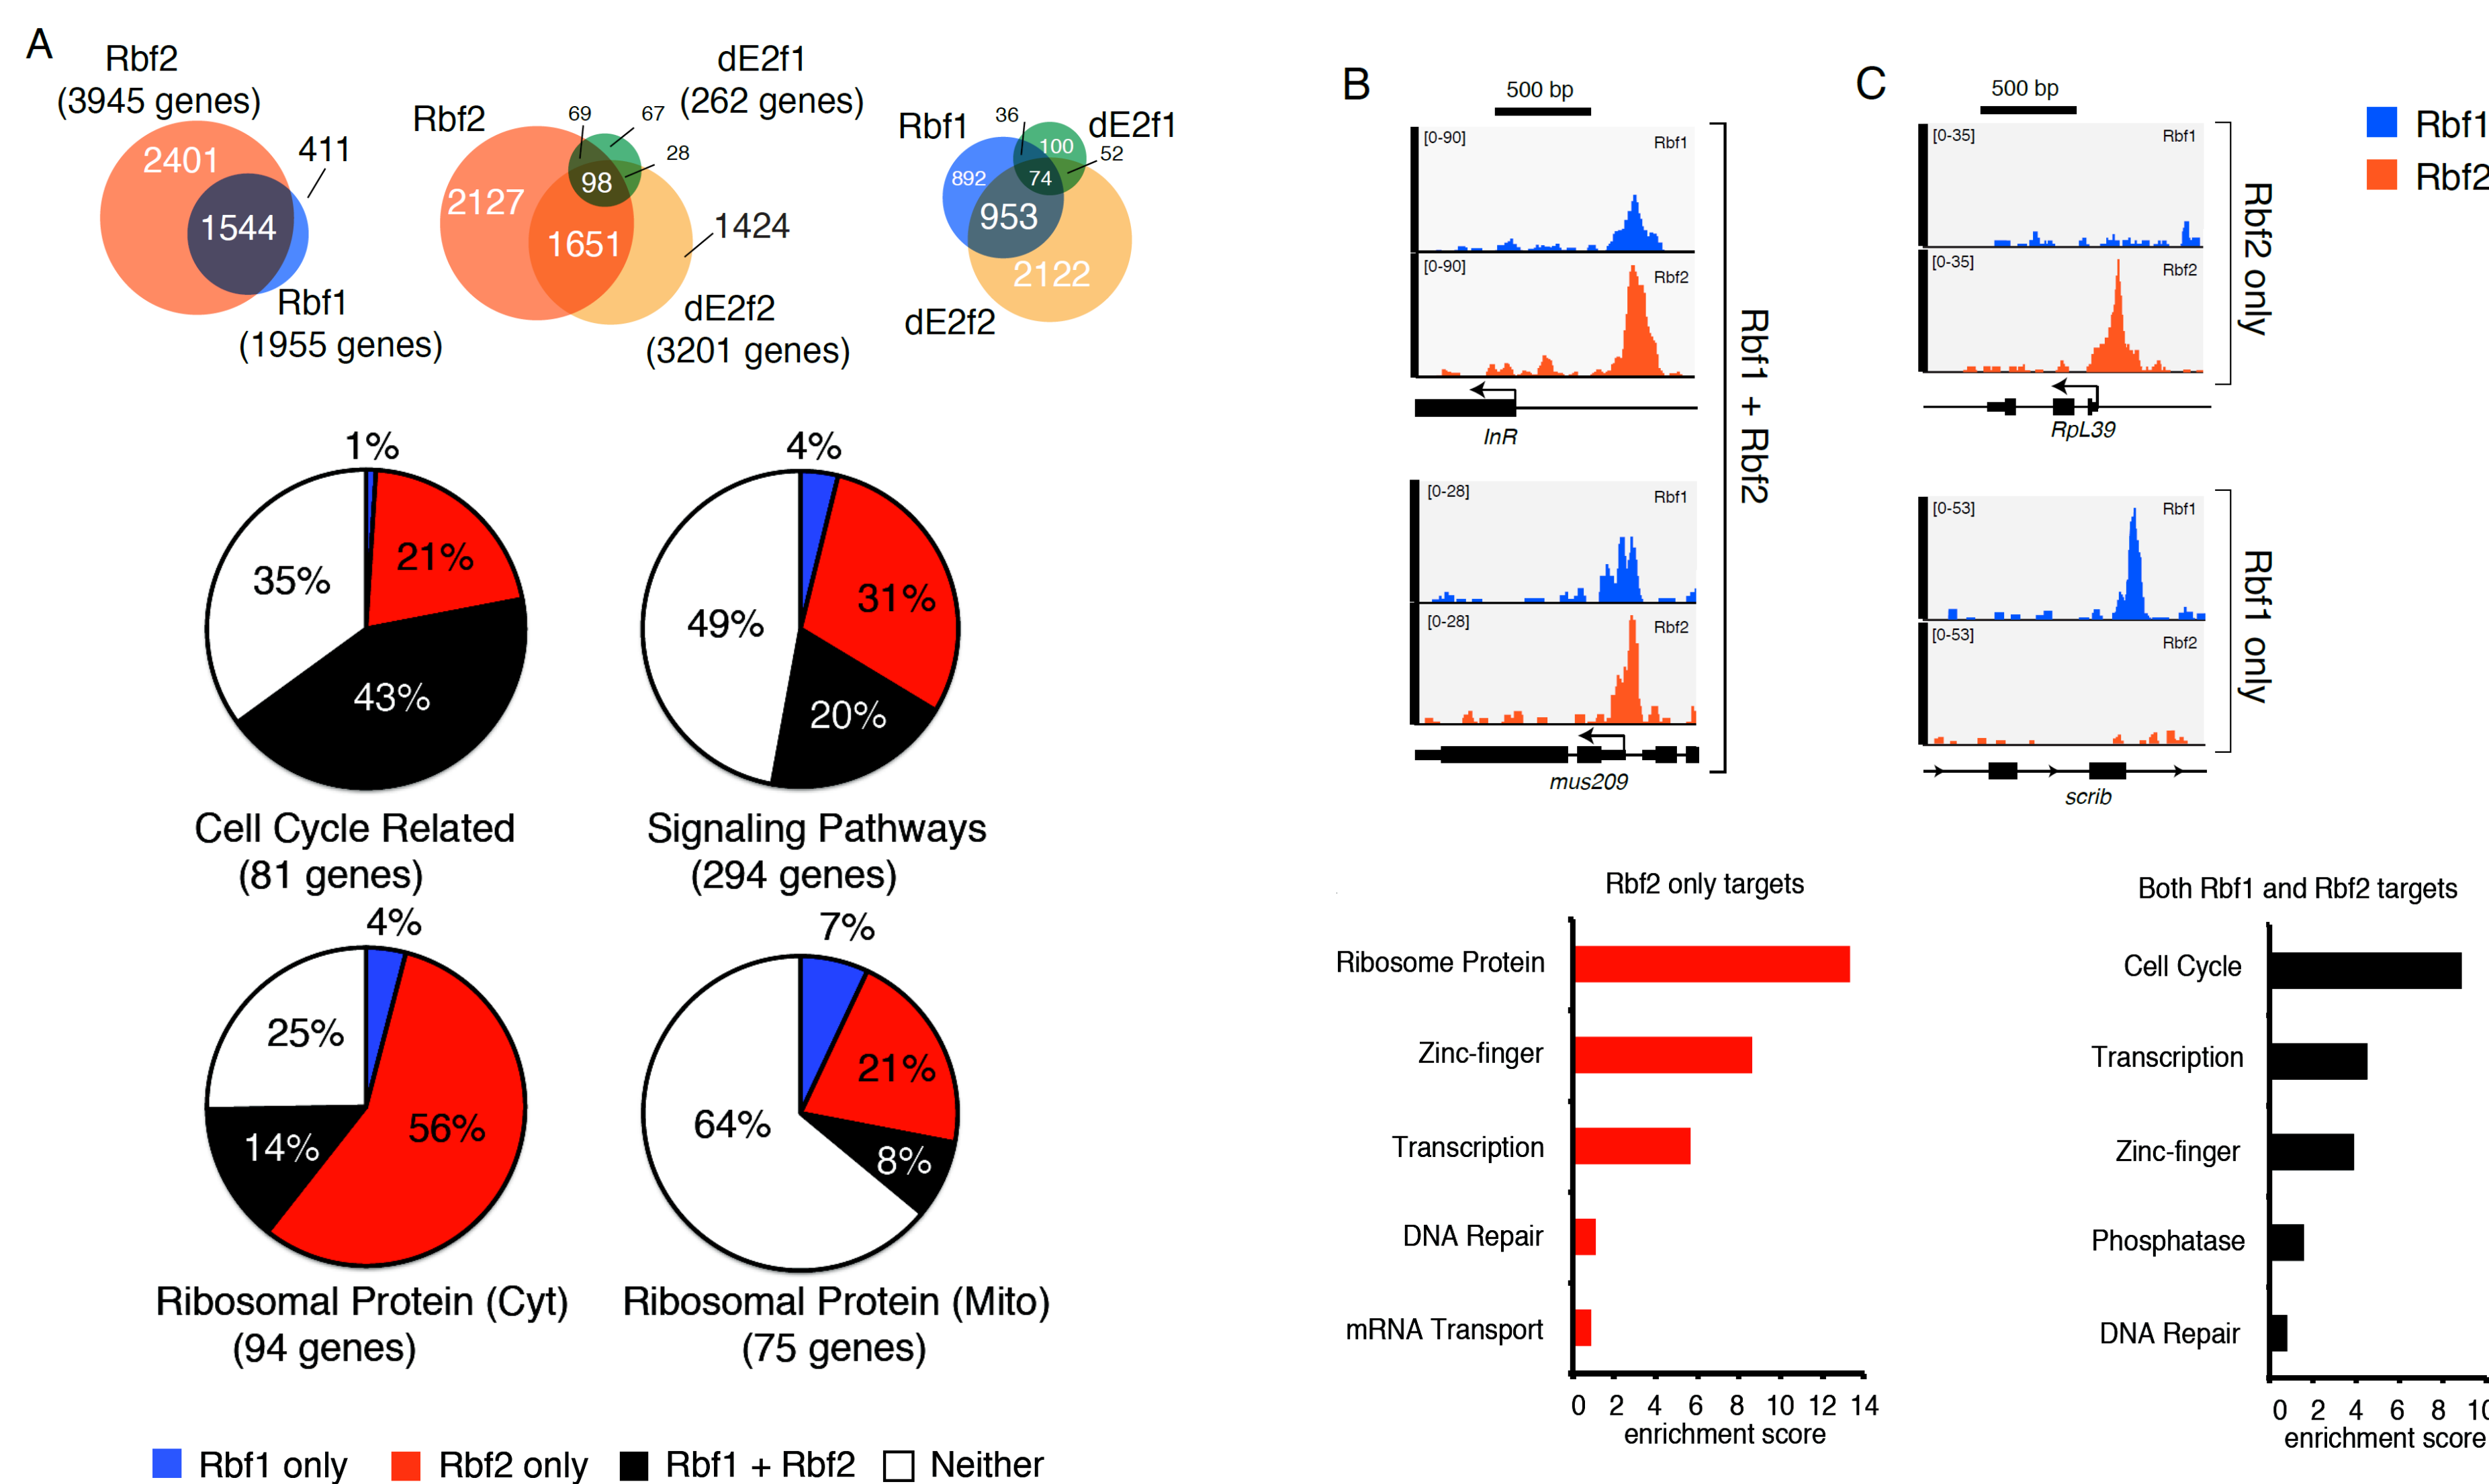 A
Rbf2
(3945 genes)
2401
411
1544
Rbf1
(1955 genes)
Rbf2
dE2f1
(262 genes)
69
67
28
98
2127
1651
1424
dE2f2
(3201 genes)
Rbf1
36
dE2f1
100
52
892
74
953
2122
dE2f2
1%
35%
21%
43%
Cell Cycle Related
(81 genes)
4%
49%
31%
20%
Signaling Pathways
(294 genes)
4%
25%
14%
56%
Ribosomal Protein (Cyt)
(94 genes)
7%
64%
21%
8%
Ribosomal Protein (Mito)
(75 genes)
Rbf1 only
Rbf2 only
Rbf1 + Rbf2
Neither
B
500 bp
[0-90]
Rbf1
[0-90]
Rbf2
InR
[0-28]
Rbf1
[0-28]
Rbf2
mus209
Rbf1 + Rbf2
C
500 bp
[0-35]
Rbf1
[0-35]
Rbf2
RpL39
Rbf2 only
[0-53]
Rbf1
[0-53]
Rbf2
scrib
Rbf1 only
Rbf1
Rbf2
Rbf2 only targets
Ribosome Protein
Zinc-finger
Transcription
DNA Repair
mRNA Transport
0 2 4 6 8 10 12 14
enrichment score
Both Rbf1 and Rbf2 targets
Cell Cycle
Transcription
Zinc-finger
Phosphatase
DNA Repair
0 2 4 6 8 10
enrichment score